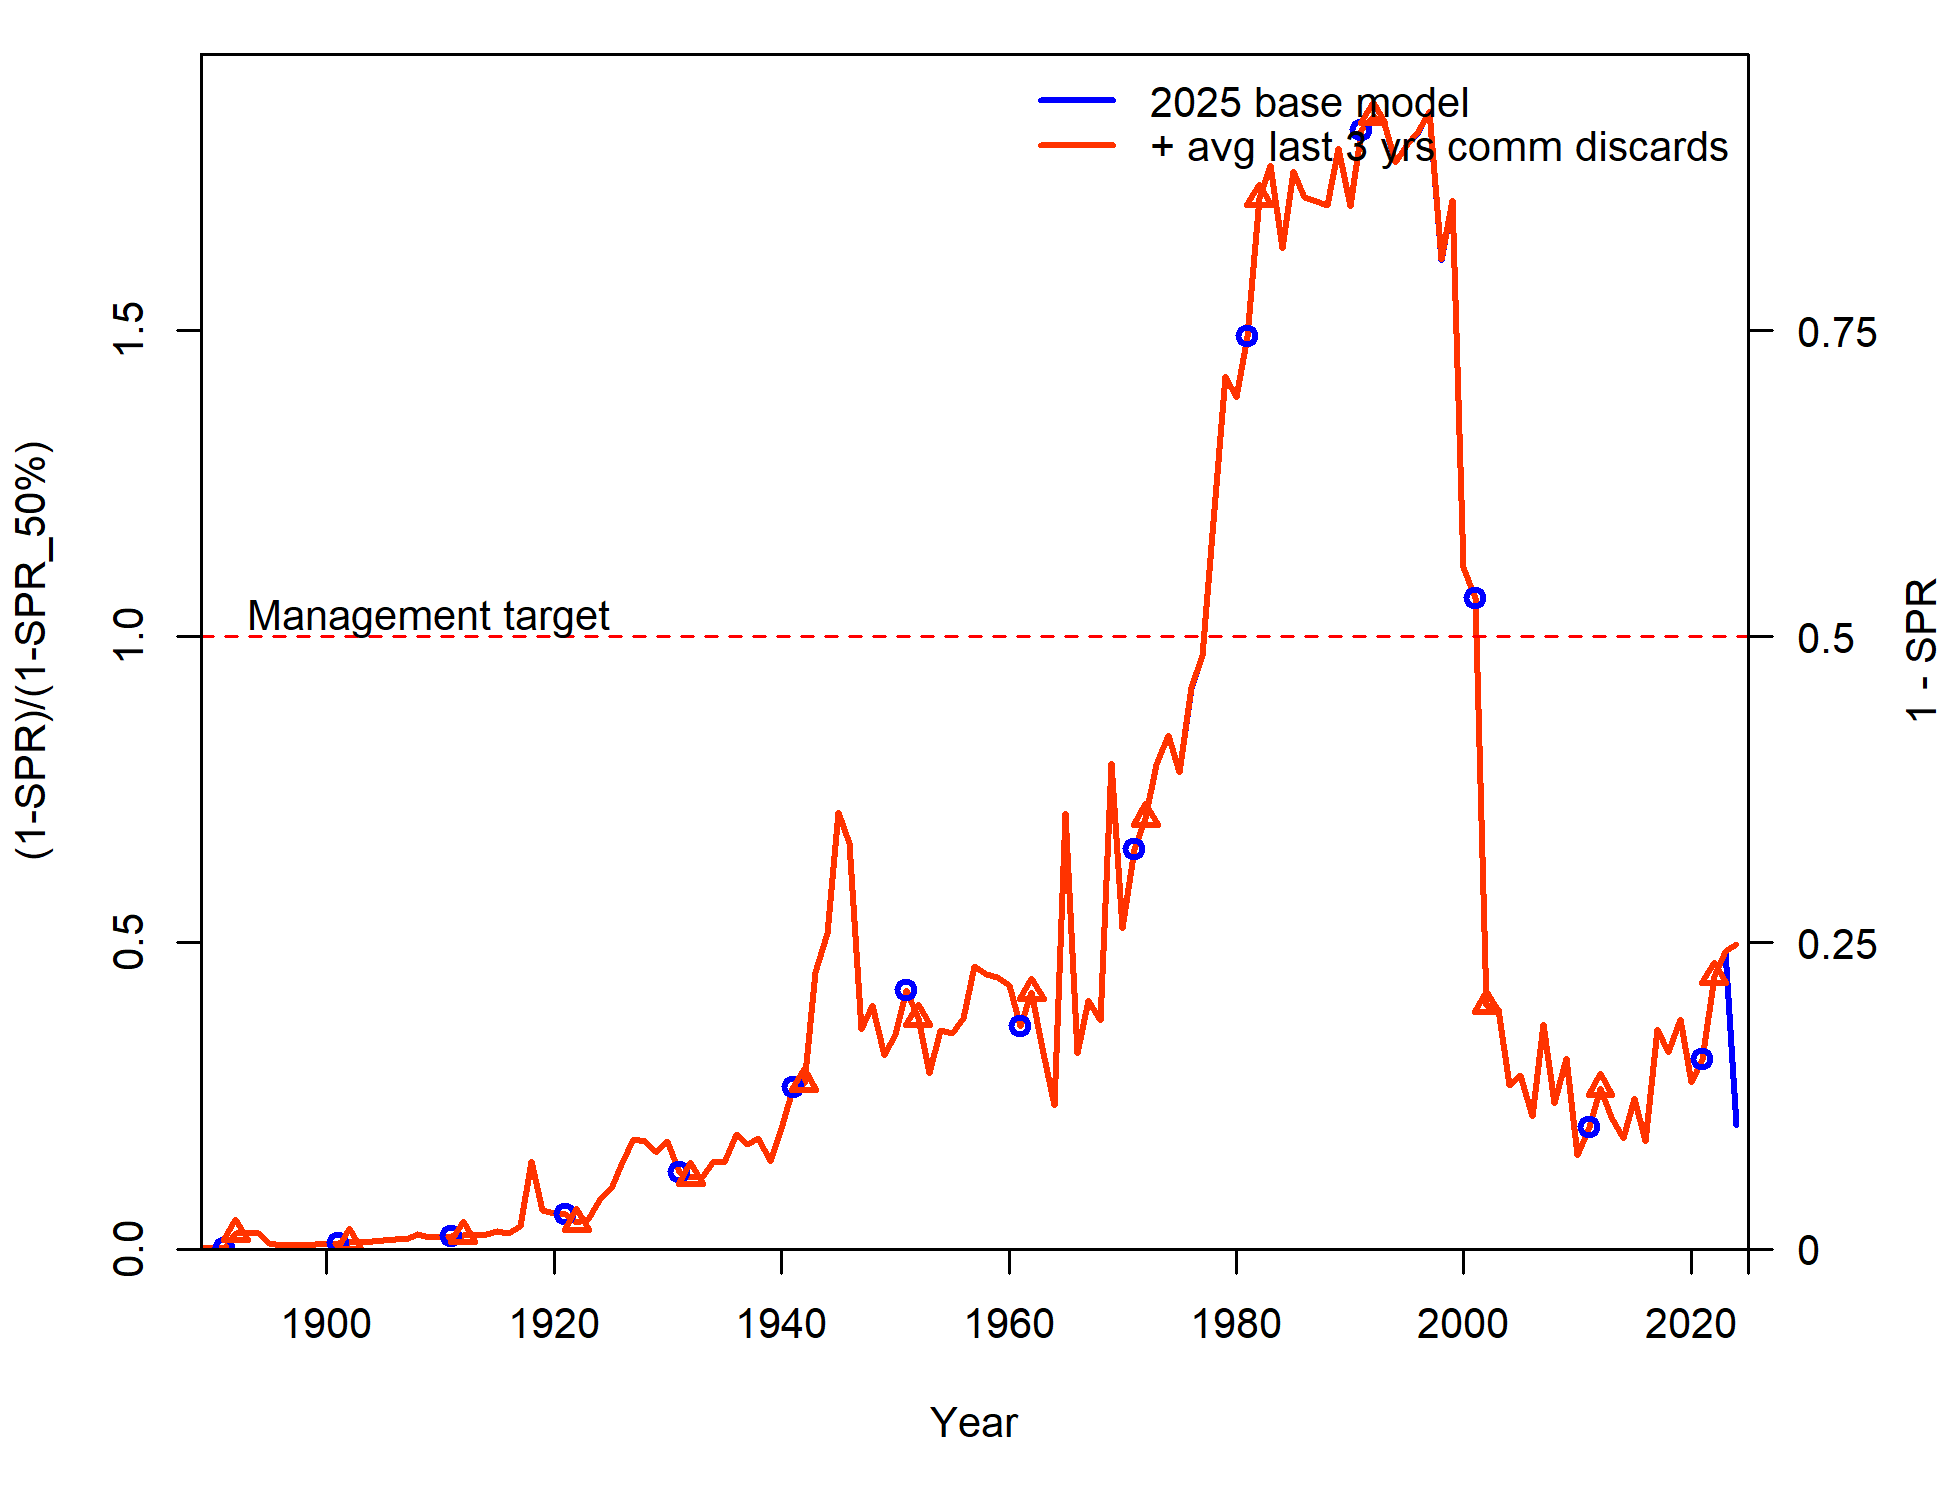 2025 base model
+ avg last 3 yrs comm discards
Management target
(1-SPR)/(1-SPR_50%)
0.0
0.5
1.0
1.5
1 - SPR
0.75
0.5
0.25
0
1900
1920
1940
1960
1980
2000
2020
Year